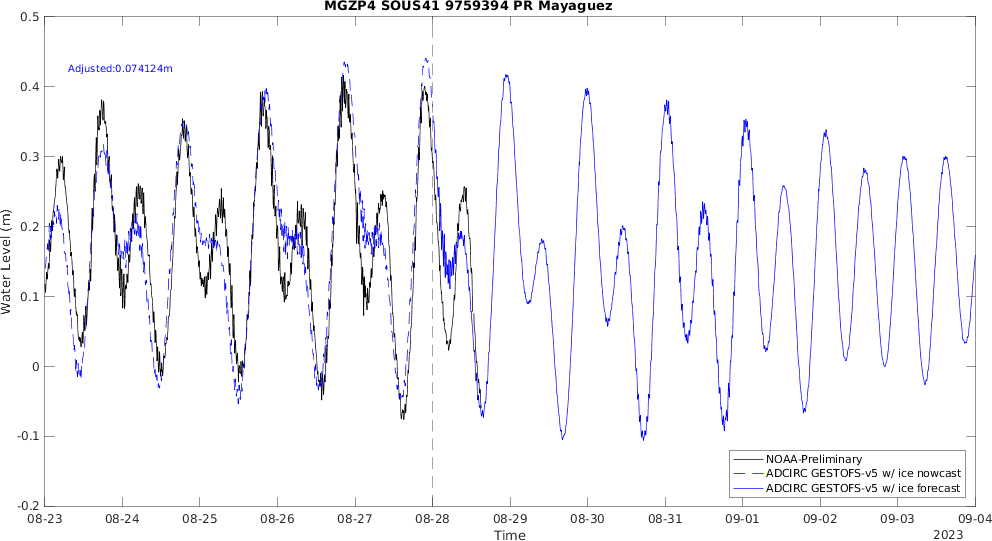 MGZP4 SOUS41 9759394 PR Mayaguez
0.5
Adjusted:0.074124m
0.4
0.3
0.2
0.1
0
-0.1
-0.2
Water Level (m)
NOAA-Preliminary
ADCIRC GESTOFS-v5 w/ ice nowcast
ADCIRC GESTOFS-v5 w/ ice forecast
08-23 08-24 08-25 08-26 08-27 08-28 08-29 08-30 08-31 09-01 09-02 09-03 09-04
Time
2023